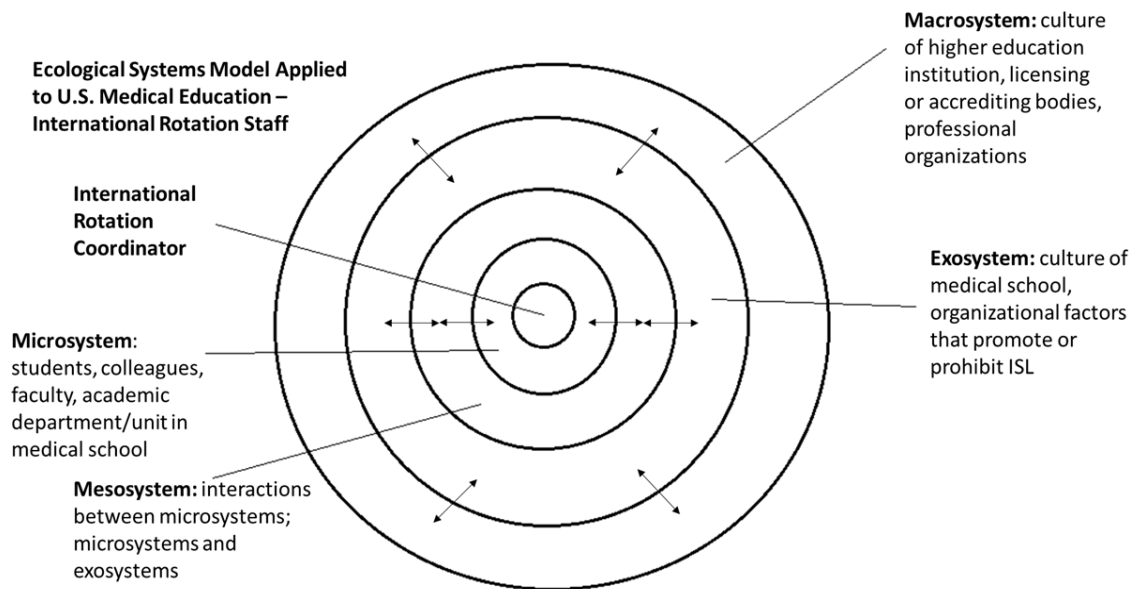 Ecological Systems Model Applied
to U.S. Medical Education –
International Rotation Staff
Macrosystem: culture
of higher education
institution, licensing
or accrediting bodies,
professional
organizations
International
Rotation
Coordinator
Exosystem: culture of
medical school,
organizational factors
that promote or
prohibit ISL
Microsystem:
students, colleagues,
faculty, academic
department/unit in
medical school
Mesosystem: interactions
between microsystems;
microsystems and
exosystems